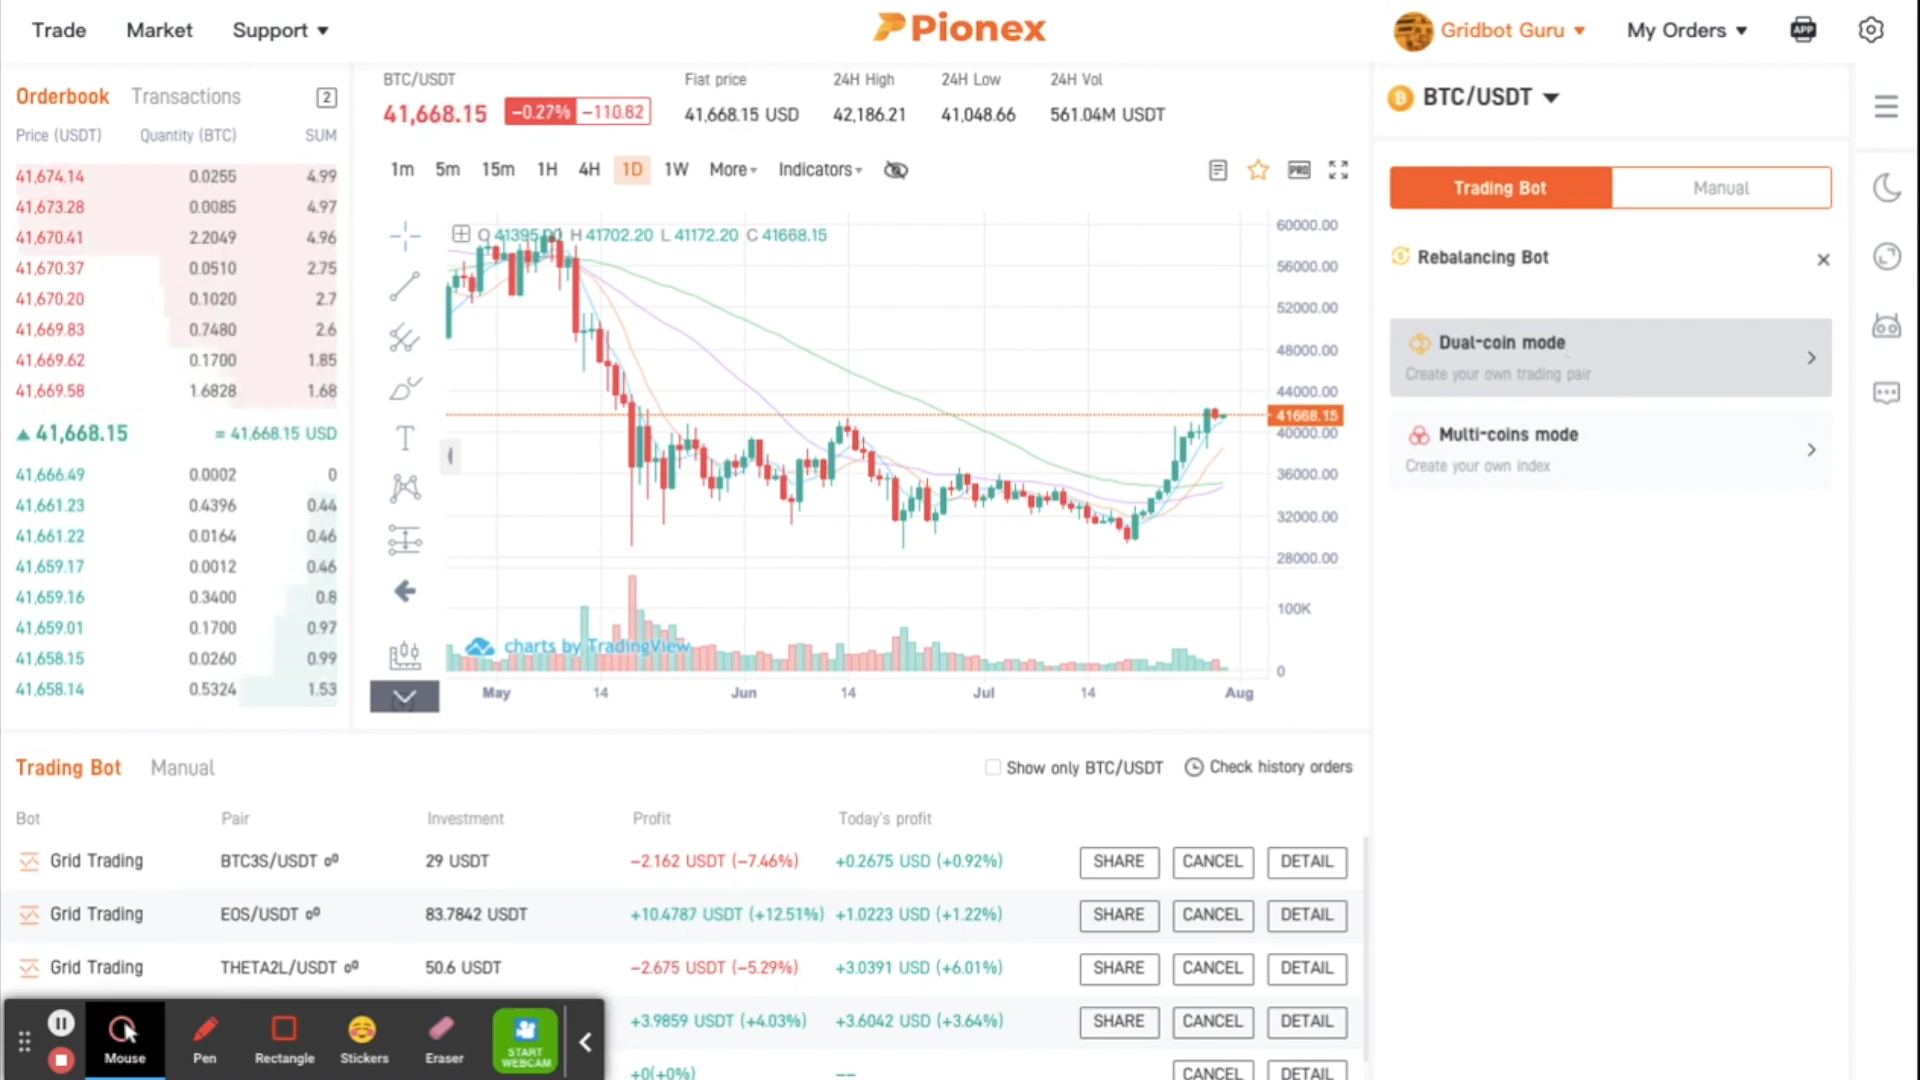 Trade
Market
Support
Pionex
Gridbot Guru
My Orders
APP
Orderbook
Transactions
2
Price (USDT) Quantity (BTC) SUM
41,674.14 0.0255 4.99
41,673.28 0.0085 4.97
41,670.41 2.2049 4.96
41,670.37 0.0510 2.75
41,670.20 0.1020 2.7
41,669.83 0.7480 2.6
41,669.62 0.1700 1.85
41,669.58 1.6828 1.68
41,668.15 = 41,668.15 USD
41,666.49 0.0002 0
41,661.23 0.4396 0.44
41,661.22 0.0164 0.46
41,659.17 0.0012 0.46
41,659.16 0.3400 0.8
41,659.01 0.1700 0.97
41,658.15 0.0260 0.99
41,658.14 0.5324 1.53
BTC/USDT
41,668.15
-0.27%
-110.82
Fiat price
41,668.15 USD
24H High
42,186.21
24H Low
41,048.66
24H Vol
561.04M USDT
1m 5m 15m 1H 4H 1D 1W More Indicators
PRO
O 41395.00 H 41702.20 L 41172.20 C 41668.15
60000.00
56000.00
52000.00
48000.00
44000.00
41668.15
40000.00
36000.00
32000.00
28000.00
100K
0
charts by TradingView
May 14 Jun 14 Jul 14 Aug
BTC/USDT
Trading Bot
Manual
Rebalancing Bot
Dual-coin mode
Create your own trading pair
Multi-coins mode
Create your own index
Trading Bot
Manual
Show only BTC/USDT
Check history orders
Bot Pair Investment Profit Today's profit
Grid Trading BTC3S/USDT 29 USDT -2.162 USDT (-7.46%) +0.2675 USD (+0.92%) SHARE CANCEL DETAIL
Grid Trading EOS/USDT 83.7842 USDT +10.4787 USDT (+12.51%) +1.0223 USD (+1.22%) SHARE CANCEL DETAIL
Grid Trading THETA2L/USDT 50.6 USDT -2.675 USDT (-5.29%) +3.0391 USD (+6.01%) SHARE CANCEL DETAIL
+3.9859 USDT (+4.03%) +3.6042 USD (+3.64%) SHARE CANCEL DETAIL
+0(+0%) -- CANCEL DETAIL
Mouse
Pen
Rectangle
Stickers
Eraser
START
WEBCAM